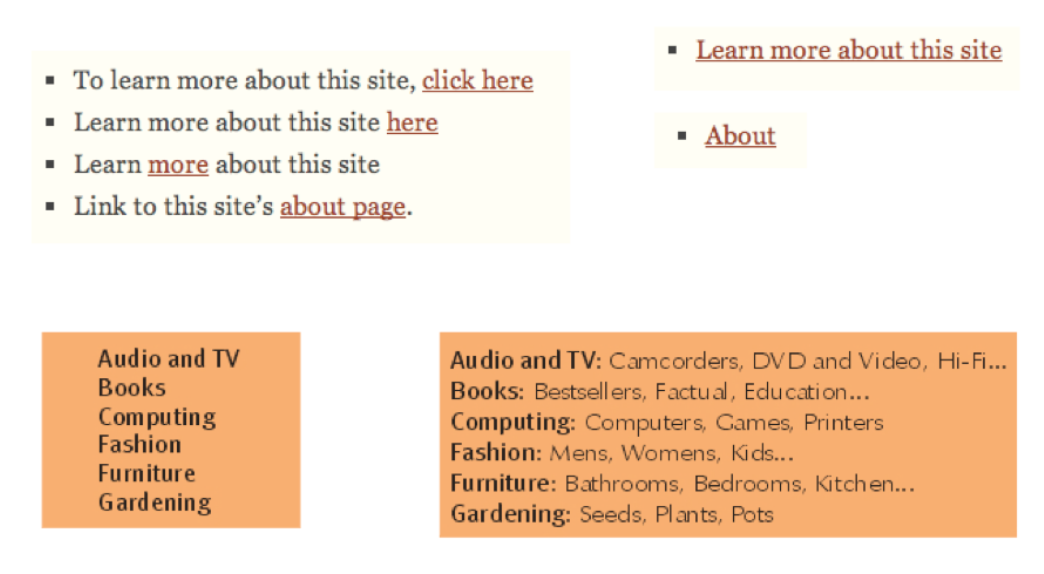 ▪ To learn more about this site, click here
▪ Learn more about this site here
▪ Learn more about this site
▪ Link to this site’s about page.
▪ Learn more about this site
▪ About
Audio and TV
Books
Computing
Fashion
Furniture
Gardening
Audio and TV: Camcorders, DVD and Video, Hi-Fi...
Books: Bestsellers, Factual, Education...
Computing: Computers, Games, Printers
Fashion: Mens, Womens, Kids...
Furniture: Bathrooms, Bedrooms, Kitchen...
Gardening: Seeds, Plants, Pots